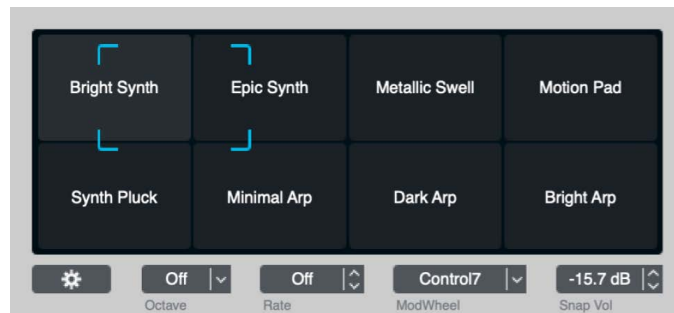 Bright Synth Epic Synth Metallic Swell Motion Pad
Synth Pluck Minimal Arp Dark Arp Bright Arp
Off Off Control7 -15.7 dB
Octave Rate ModWheel Snap Vol